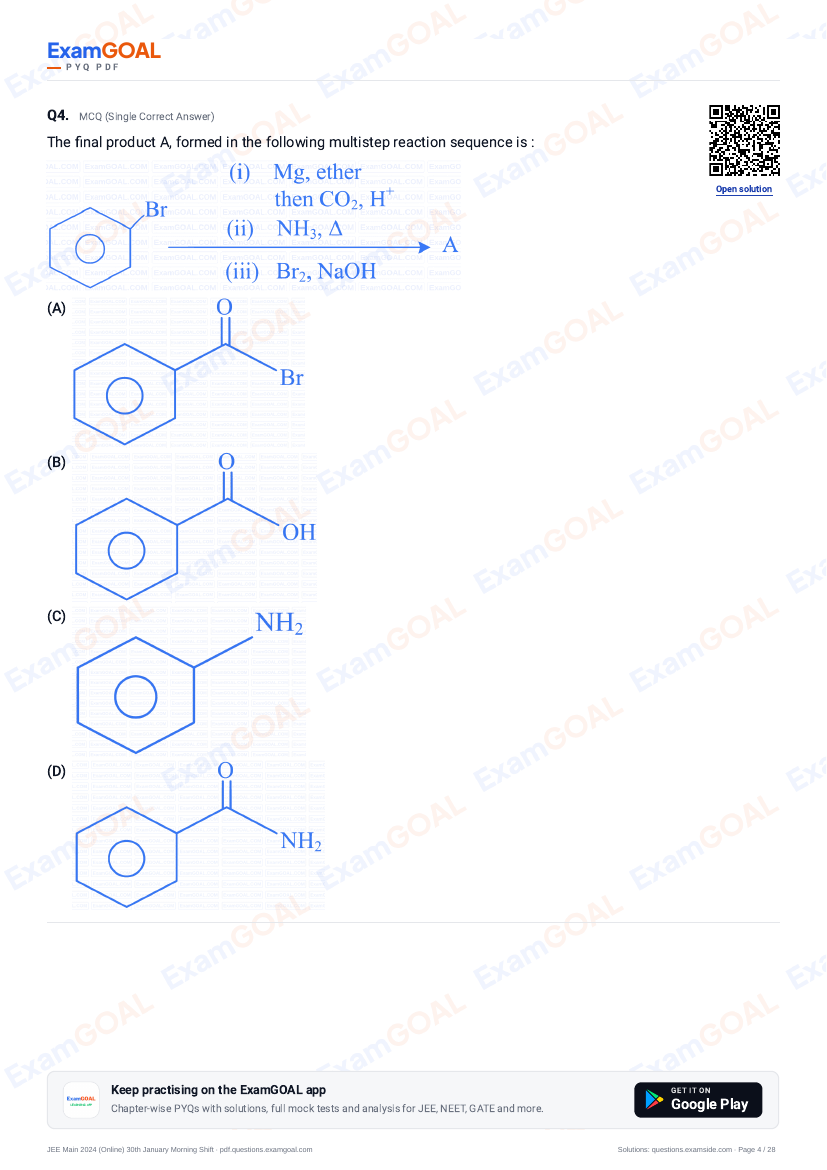 ExamGOAL
PYQ PDF
Q4. MCQ (Single Correct Answer)
The final product A, formed in the following multistep reaction sequence is :
Open solution
(i) Mg, ether
then CO₂, H⁺
Br
(ii) NH₃, Δ
A
(iii) Br₂, NaOH
(A)
O
Br
(B)
O
OH
(C)
NH₂
(D)
O
NH₂
Keep practising on the ExamGOAL app
Chapter-wise PYQs with solutions, full mock tests and analysis for JEE, NEET, GATE and more.
GET IT ON
Google Play
JEE Main 2024 (Online) 30th January Morning Shift · pdf.questions.examgoal.com
Solutions: questions.examside.com · Page 4 / 28